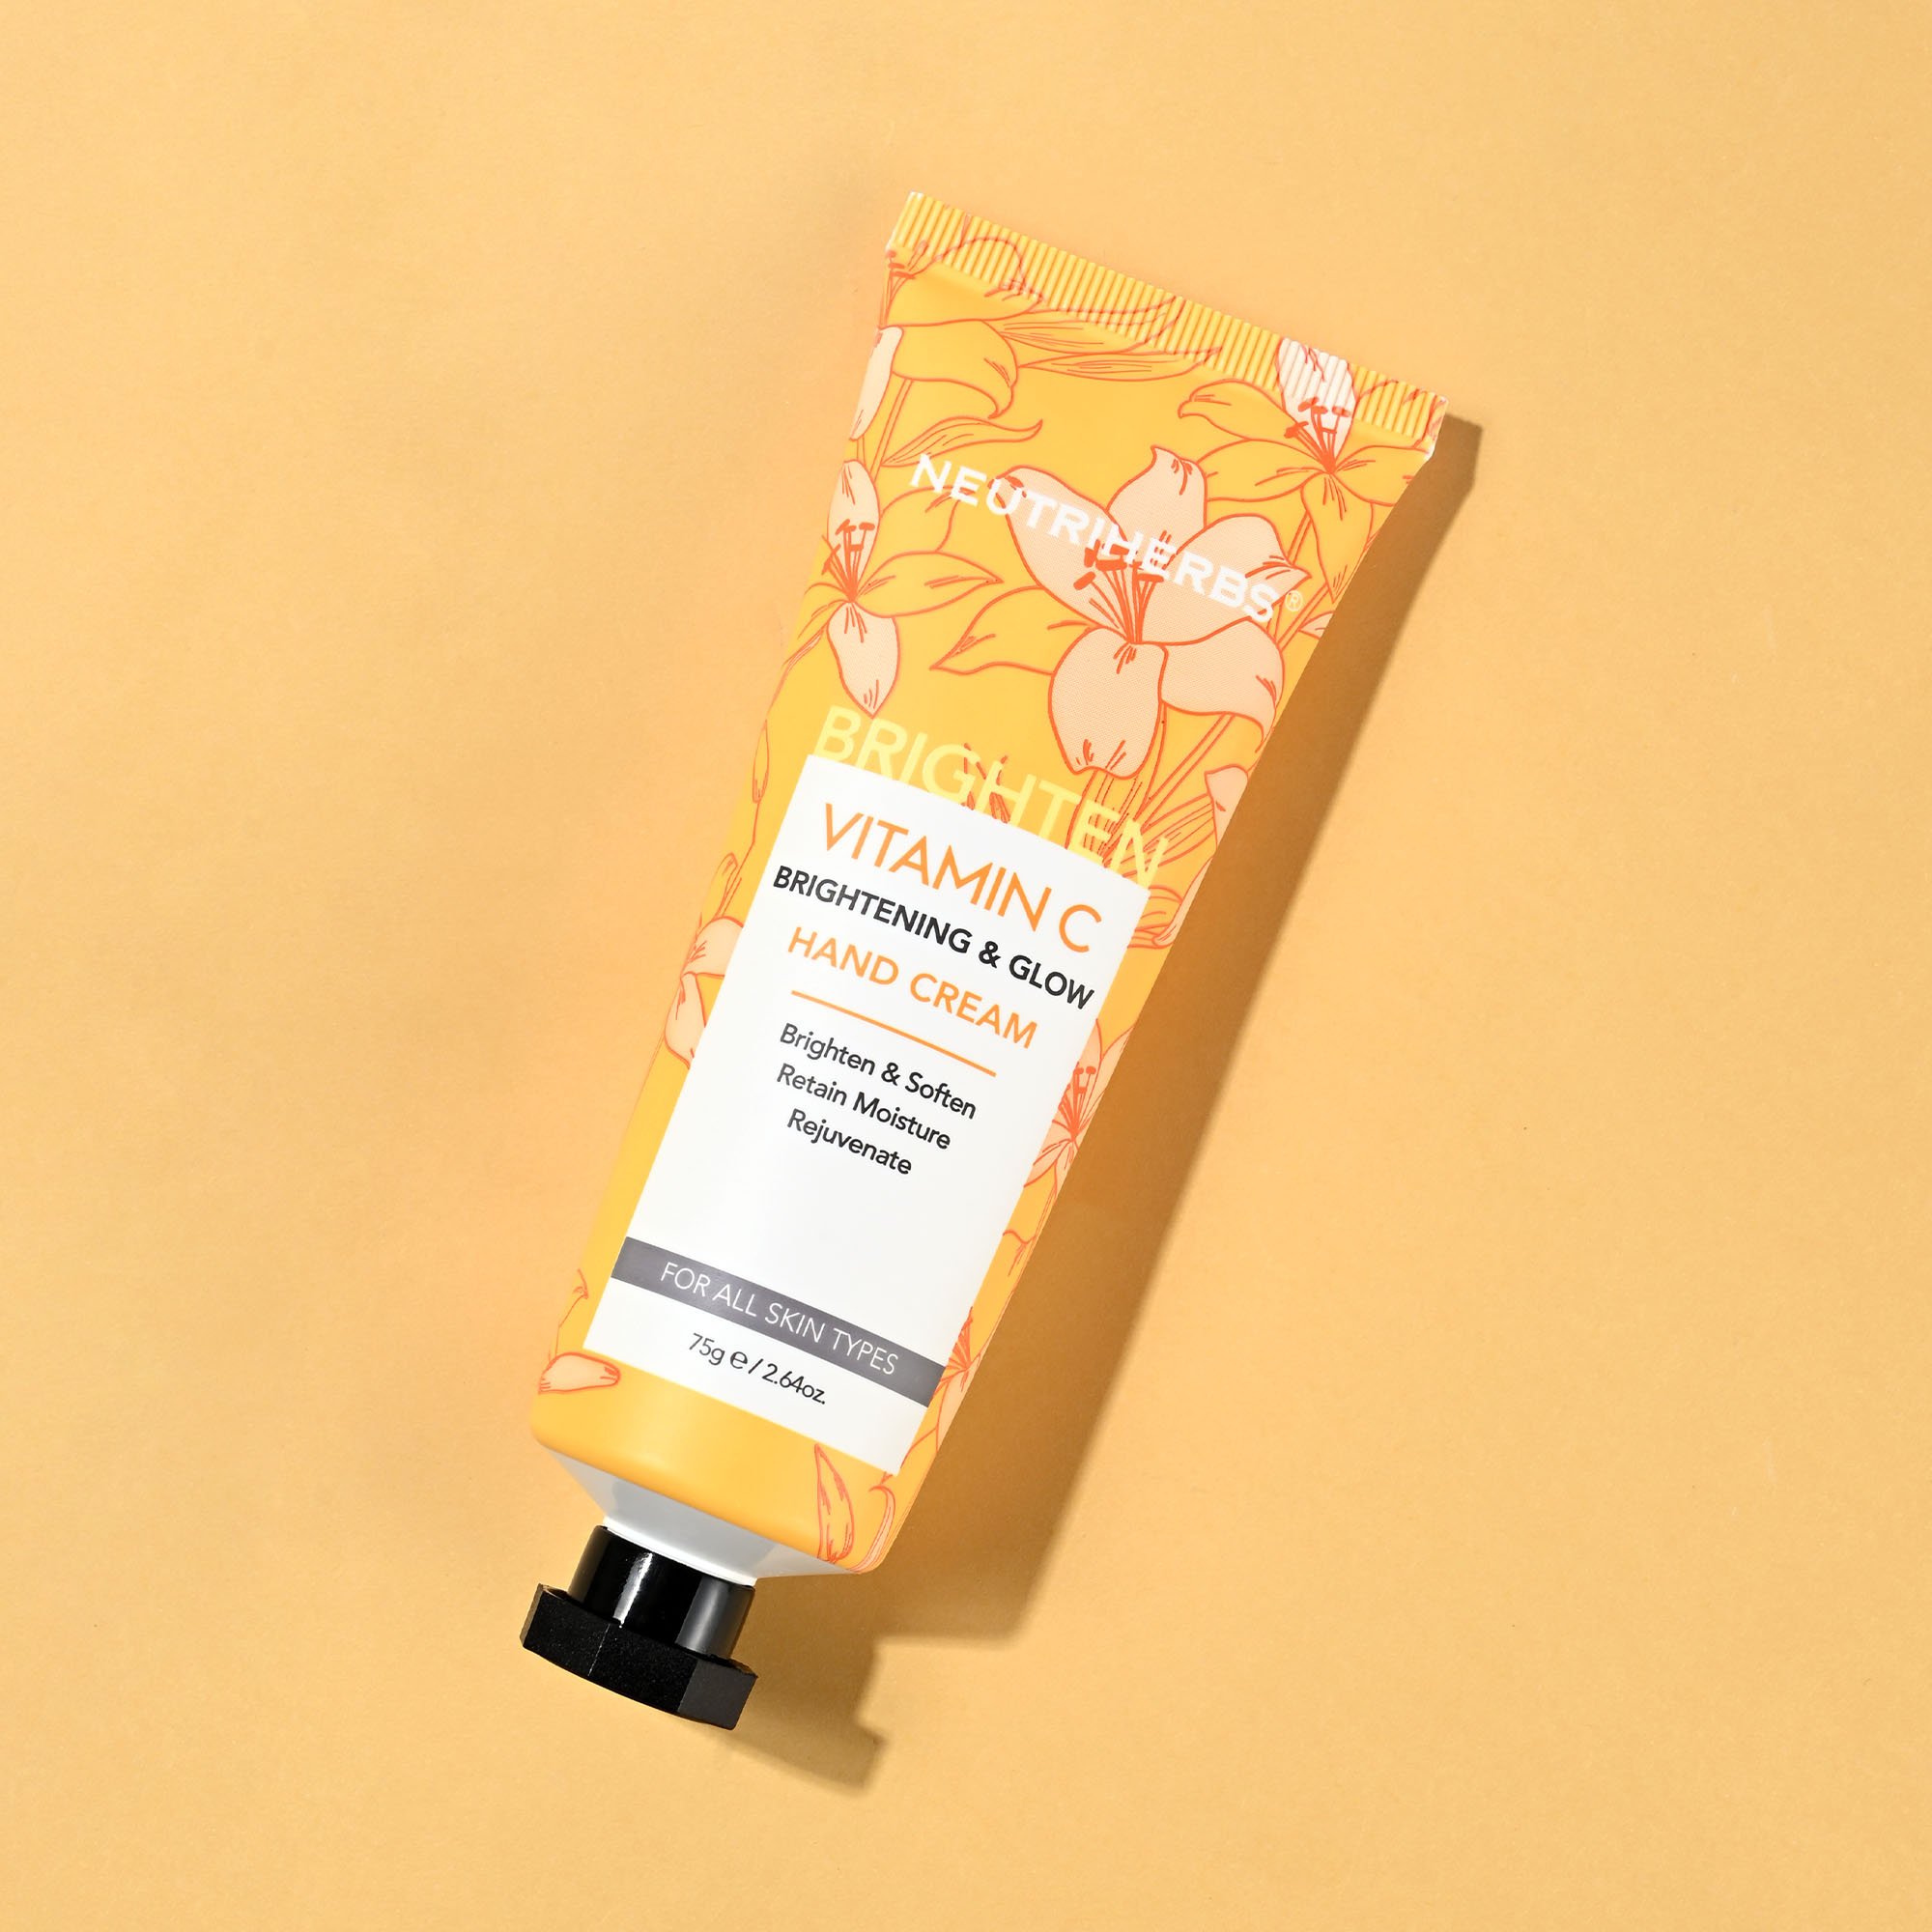 NEUTRIHERBS®
BRIGHTEN
VITAMIN C
BRIGHTENING & GLOW
HAND CREAM
Brighten & Soften
Retain Moisture
Rejuvenate
FOR ALL SKIN TYPES
75g ℮ / 2.64oz.